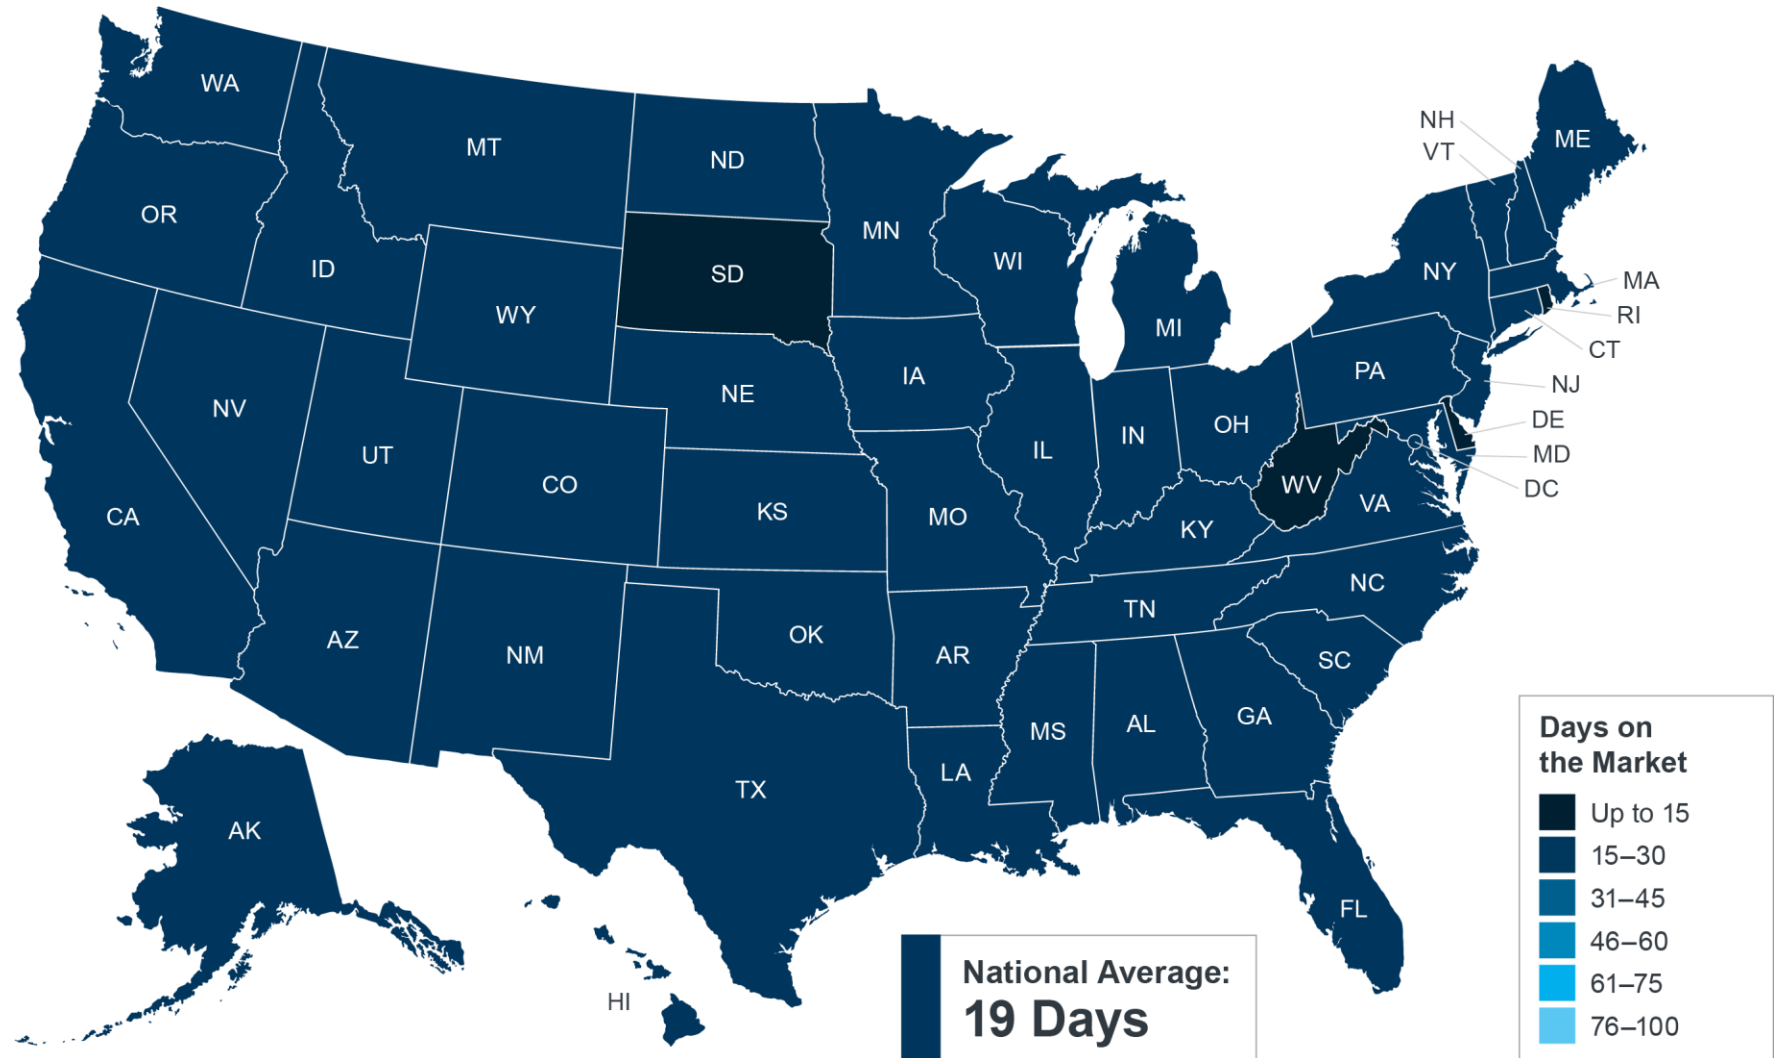 WA
MT
ND
OR
ID
WY
SD
MN
WI
MI
NH
VT
ME
NY
MA
RI
CT
NJ
DE
MD
DC
NV
UT
CO
NE
IA
IL
IN
OH
PA
CA
KS
MO
KY
WV
VA
AZ
NM
OK
AR
TN
NC
SC
MS
AL
GA
TX
LA
FL
AK
HI
National Average:
19 Days
Days on
the Market
Up to 15
15–30
31–45
46–60
61–75
76–100